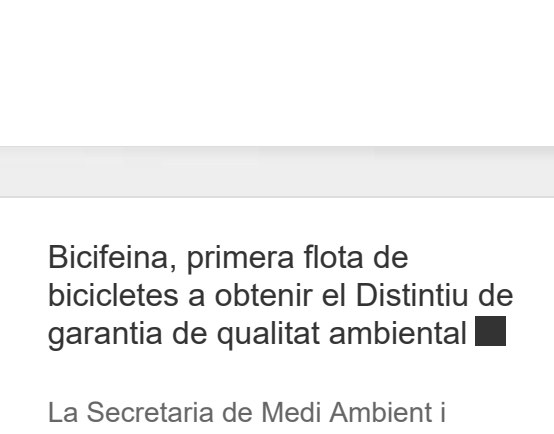 Bicifeina, primera flota de
bicicletes a obtenir el Distintiu de
garantia de qualitat ambiental
La Secretaria de Medi Ambient i